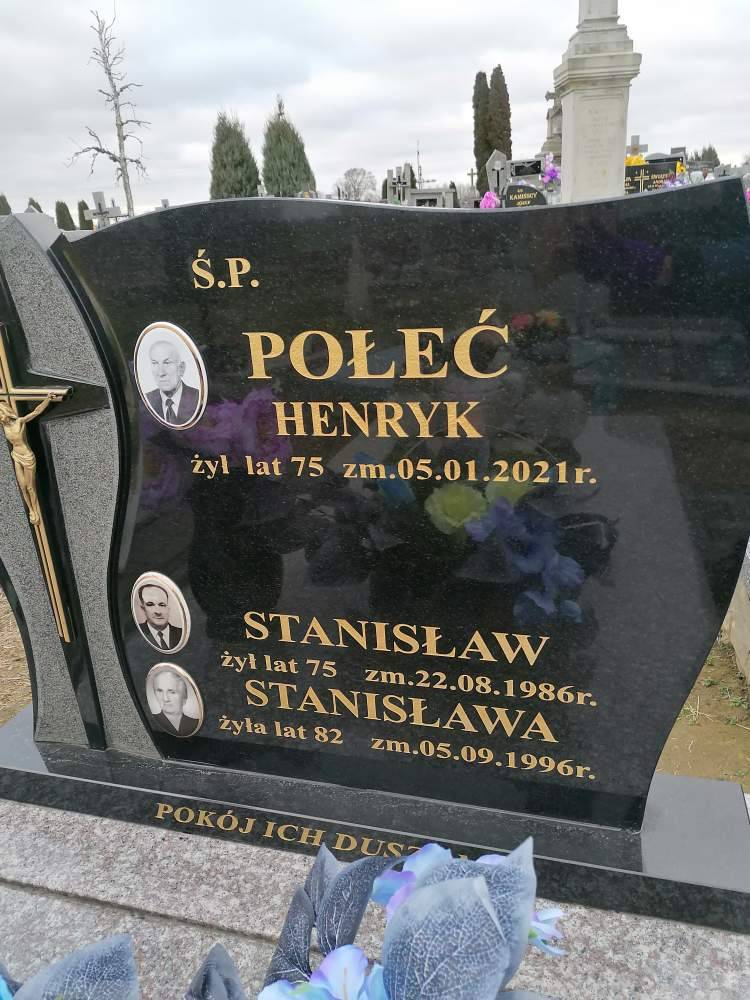 Ś.P.
POŁEĆ
HENRYK
żył lat 75 zm.05.01.2021r.
STANISŁAW
żył lat 75 zm.22.08.1986r.
STANISŁAWA
żyła lat 82 zm.05.09.1996r.
POKÓJ ICH
KAMIŃSCY